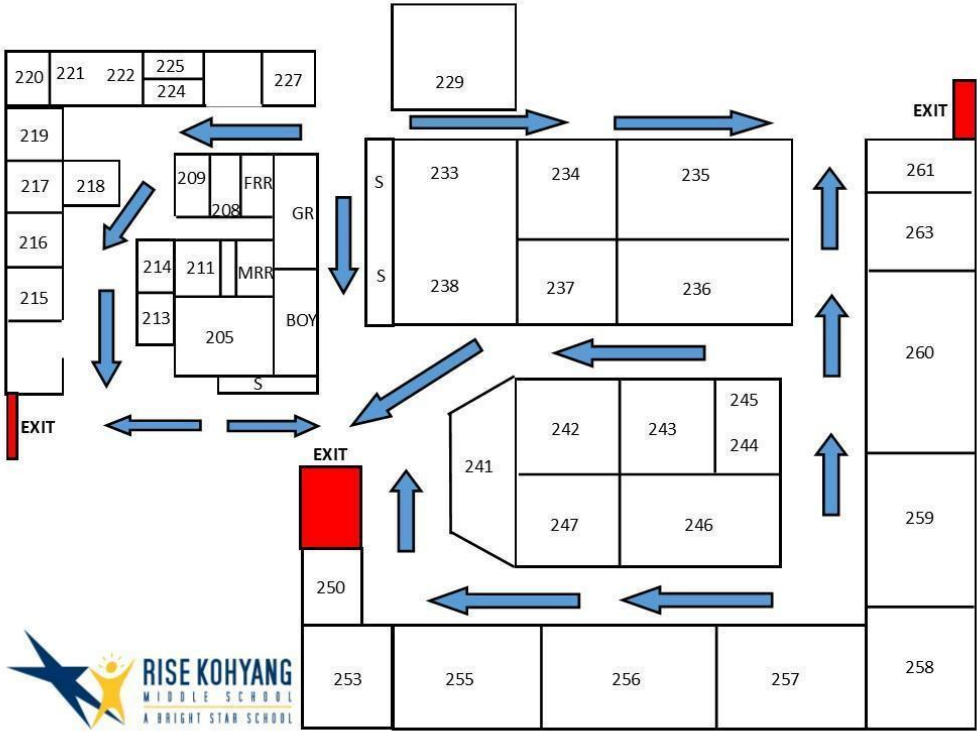 229
220 221 222 225 227
224
EXIT
219
217 218
216
215
209 208 FRR GR
214 211 MRR
213 205 BOY
S
S
S
233 234 235
238 237 236
261
263
260
259
258
EXIT
EXIT
241 242 243 245
244
247 246
250
253 255 256 257
RISE KOHYANG
MIDDLE SCHOOL
A BRIGHT STAR SCHOOL